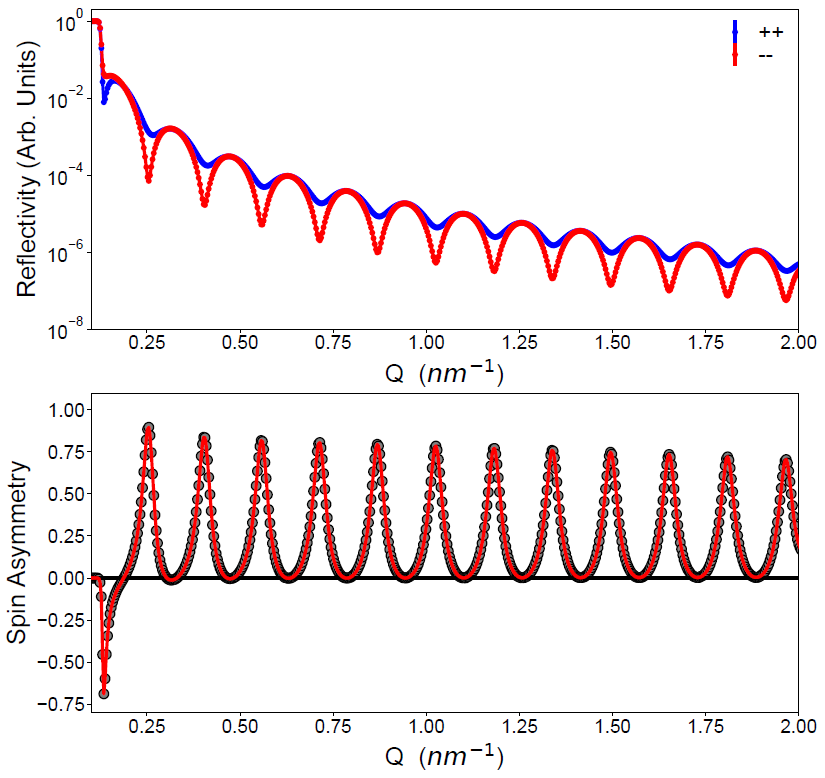 Reflectivity (Arb. Units)
10^0
10^−2
10^−4
10^−6
10^−8
++
--
0.25 0.50 0.75 1.00 1.25 1.50 1.75 2.00
Q (nm^−1)
Spin Asymmetry
1.00
0.75
0.50
0.25
0.00
−0.25
−0.50
−0.75
0.25 0.50 0.75 1.00 1.25 1.50 1.75 2.00
Q (nm^−1)